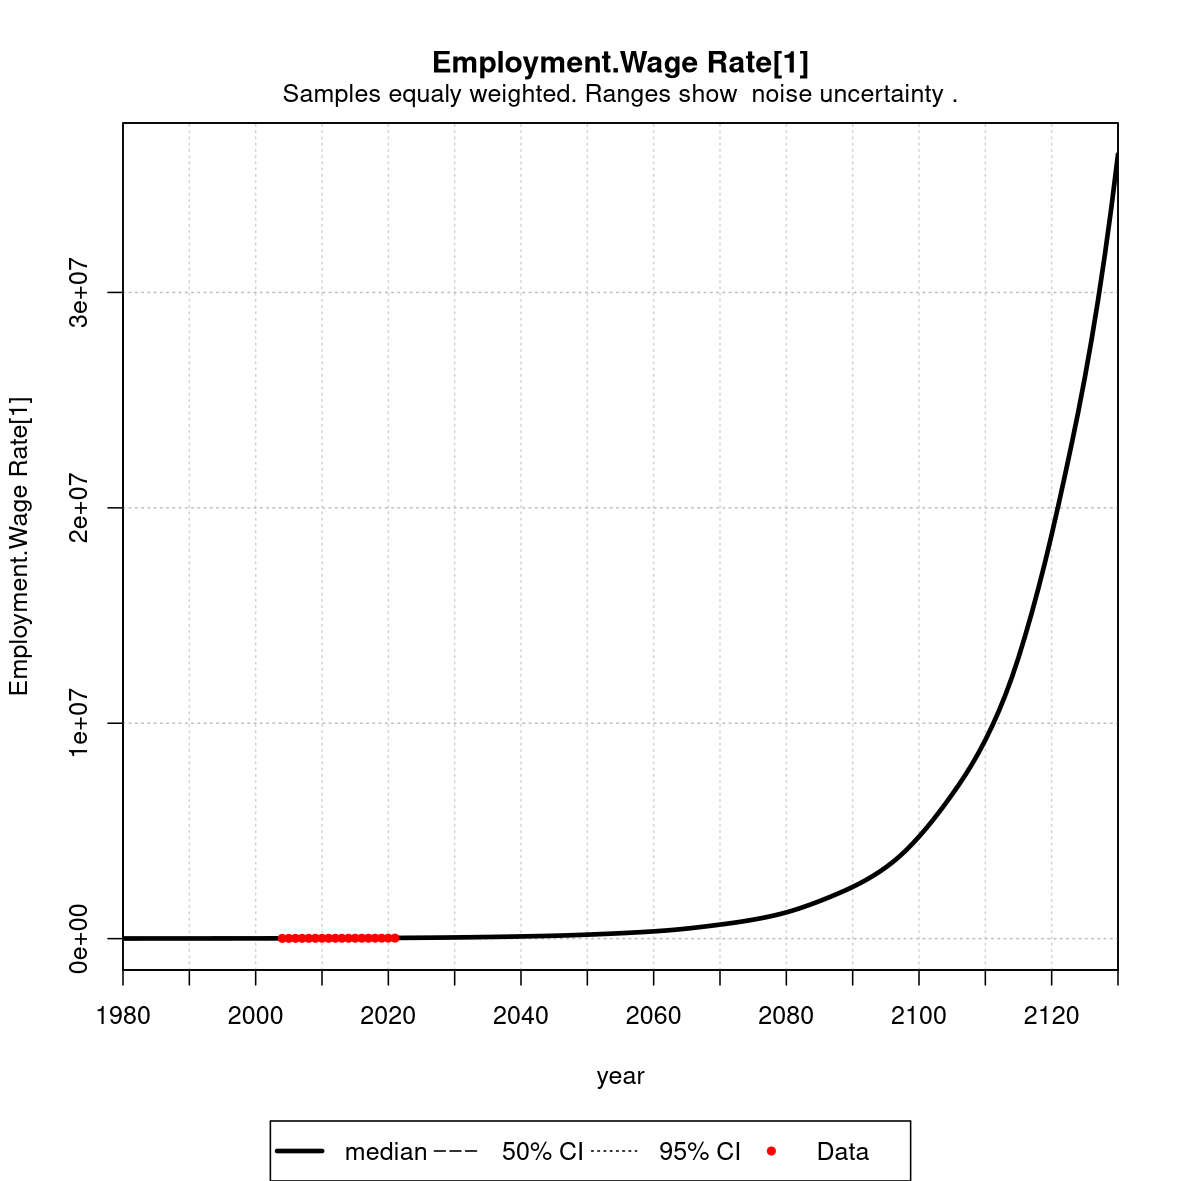 Employment.Wage Rate[1]
Samples equaly weighted. Ranges show  noise uncertainty .
Employment.Wage Rate[1]
3e+07
2e+07
1e+07
0e+00
1980 2000 2020 2040 2060 2080 2100 2120
year
median 50% CI 95% CI Data